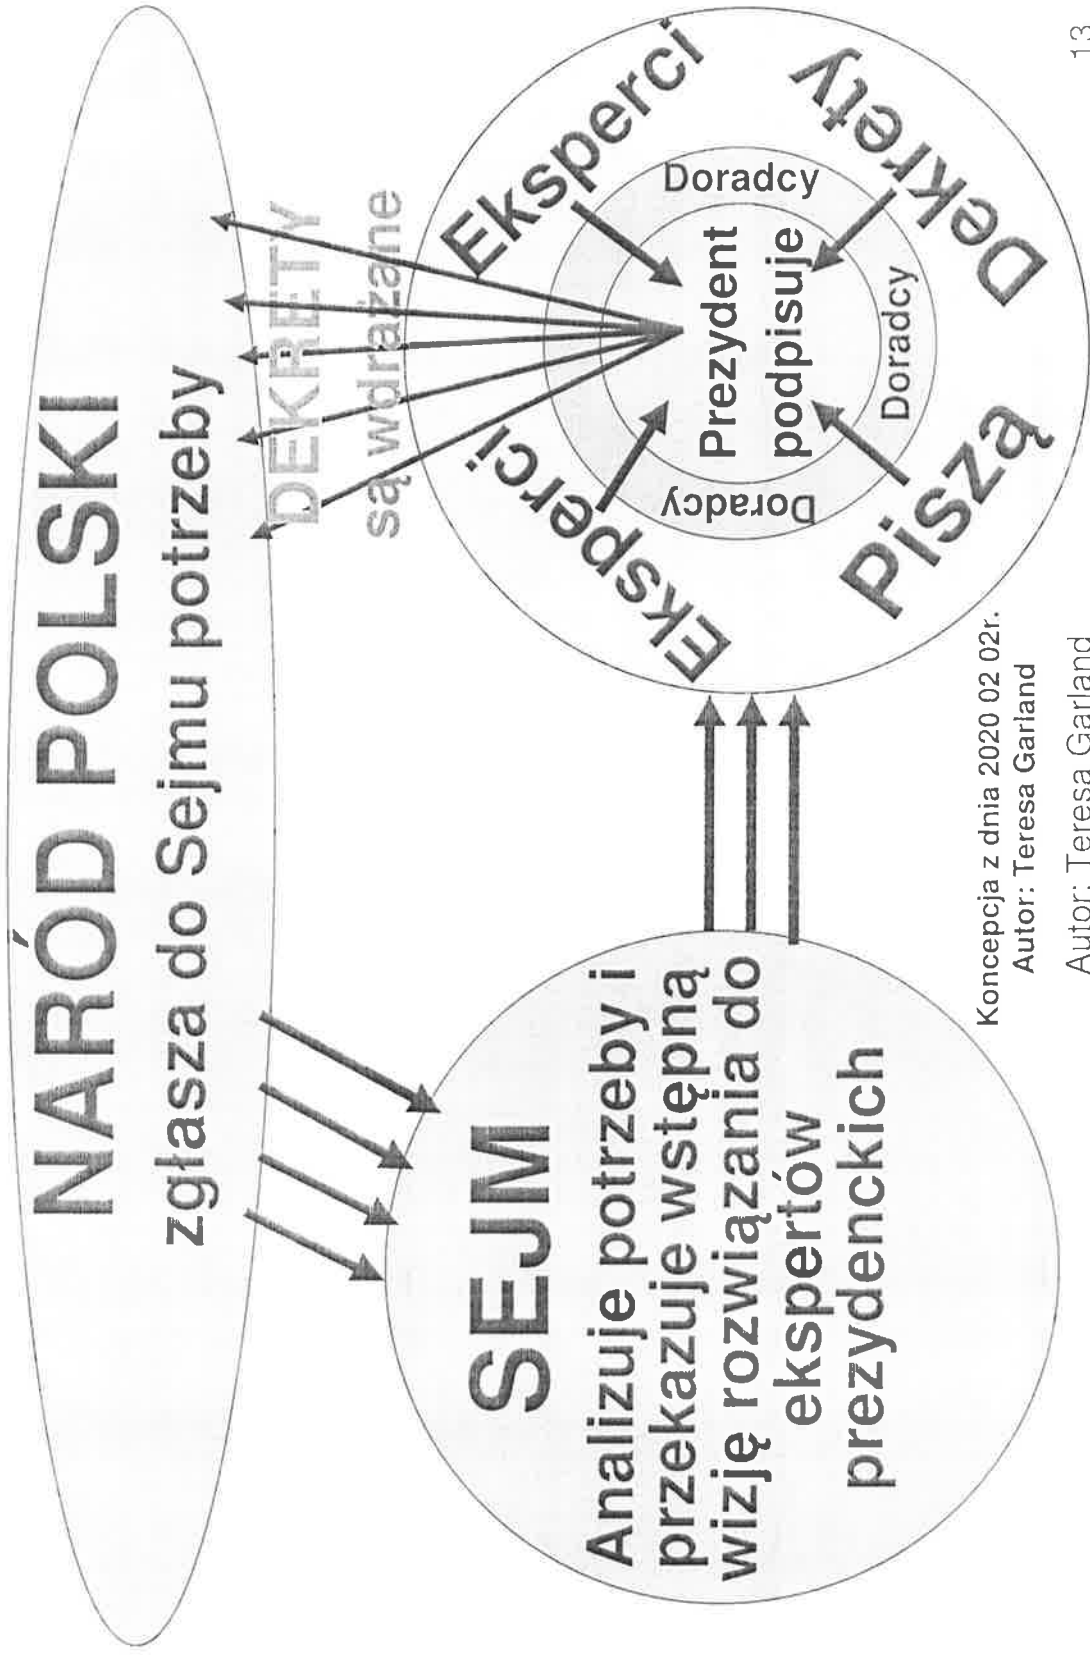 NARÓD POLSKI
zgłasza do Sejmu potrzeby
DEKRETY
są wdrażane
SEJM
Analizuje potrzeby i
przekazuje wstępną
wizję rozwiązania do
ekspertów
prezydenckich
Eksperci
Eksperci
Piszą
Dekrety
Doradcy
Doradcy
Doradcy
Prezydent
podpisuje
Koncepcja z dnia 2020 02 02r.
Autor: Teresa Garland
Autor: Teresa Garland
13